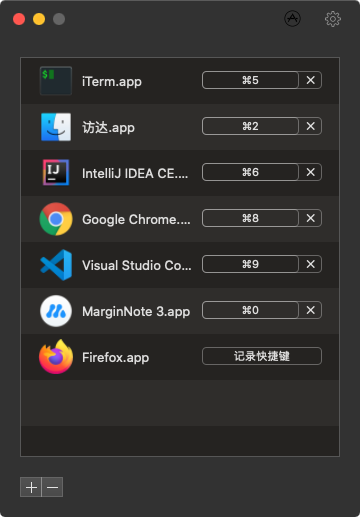 $
iTerm.app
⌘5
访达.app
⌘2
IJ
IntelliJ IDEA CE....
⌘6
Google Chrome....
⌘8
Visual Studio Co...
⌘9
MarginNote 3.app
⌘0
Firefox.app
记录快捷键